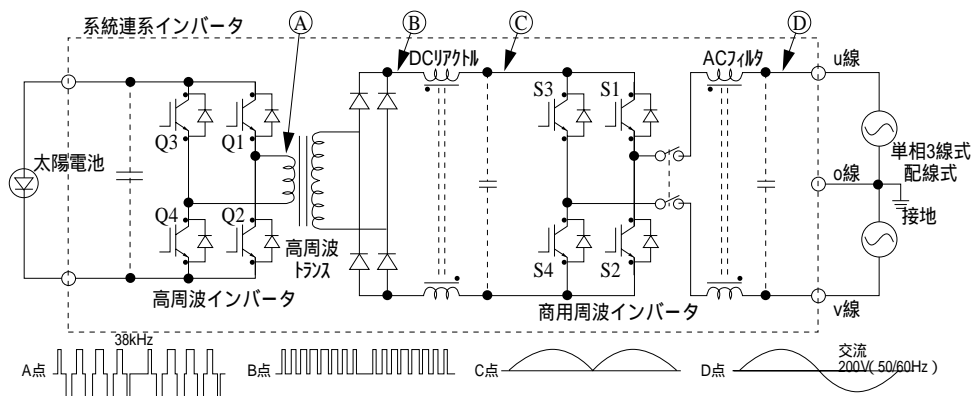 系統連系インバータ
A
B
C
D
DCリアクトル
ACフィルタ
u線
S3
S1
Q3
Q1
太陽電池
単相3線式
配線式
o線
接地
Q4
Q2
高周波
トランス
S4
S2
高周波インバータ
商用周波インバータ
v線
38kHz
A点
B点
C点
D点
交流
200V(50/60Hz)